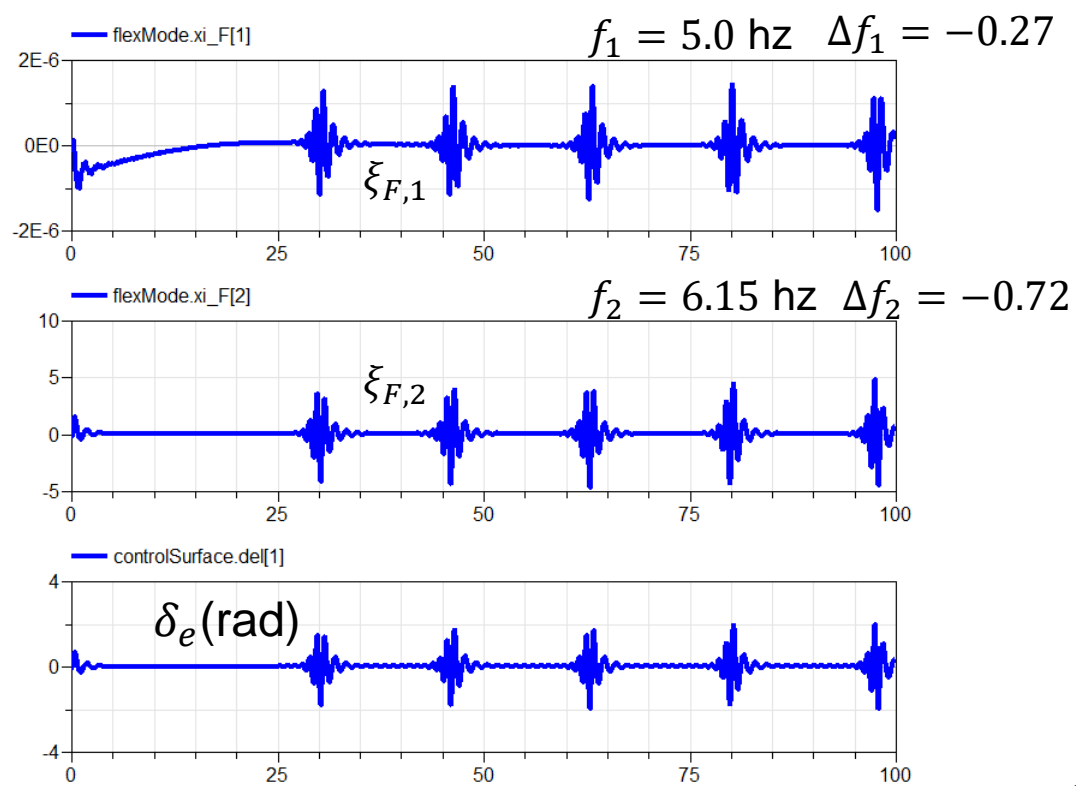 flexMode.xi_F[1]
f₁ = 5.0 hz Δf₁ = −0.27
2E-6
0E0
-2E-6
ξF,1
0 25 50 75 100
flexMode.xi_F[2]
f₂ = 6.15 hz Δf₂ = −0.72
10
5
0
-5
ξF,2
0 25 50 75 100
controlSurface.del[1]
4
0
-4
δₑ(rad)
0 25 50 75 100